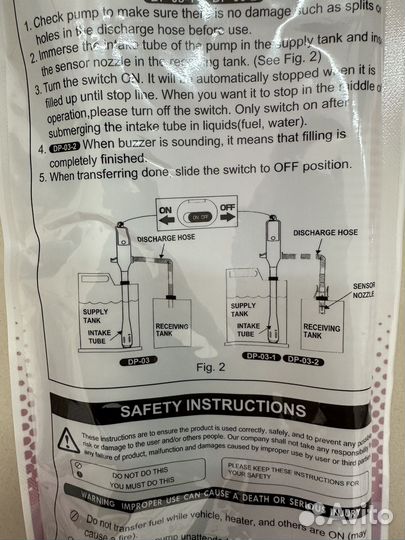 1. Check pump to make sure there is no damage such as splits or
holes in the discharge hose before use.
2. Immerse the intake tube of the pump in the supply tank and
the sensor nozzle in the receiving tank. (See Fig. 2)
3. Turn the switch ON. It will an automatically stopped when it is
filled up until stop line. When you want it to stop in the middle of
operation,please turn off the switch. Only switch on after
submerging the intake tube in liquids(fuel, water).
4. DP-03-2 When buzzer is sounding, it means that filling is
completely finished.
5. When transferring done, slide the switch to OFF position.
ON ON OFF OFF
DISCHARGE HOSE DISCHARGE HOSE
SENSOR
NOZZLE
SUPPLY
TANK
INTAKE
TUBE
RECEIVING
TANK
SUPPLY
TANK
INTAKE
TUBE
RECEIVING
TANK
DP-03 DP-03-1 DP-03-2
Fig. 2
SAFETY INSTRUCTIONS
These instructions are to ensure the product is used correctly, safely, and to prevent any possible
risk or damage to the user and/or others people. Our company shall not take any responsibility
any failure of product, malfunction and damages caused by improper use by user or third
DO NOT DO THIS
YOU MUST DO THIS
PLEASE KEEP THESE INSTRUCTIONS FOR
YOUR SAFETY
WARNING IMPROPER USE CAN CAUSE A DEATH OR SERIOUS INJURY
Do not transfer fuel while vehicle, heater, and others are ON (may
cause a fire).
Avito